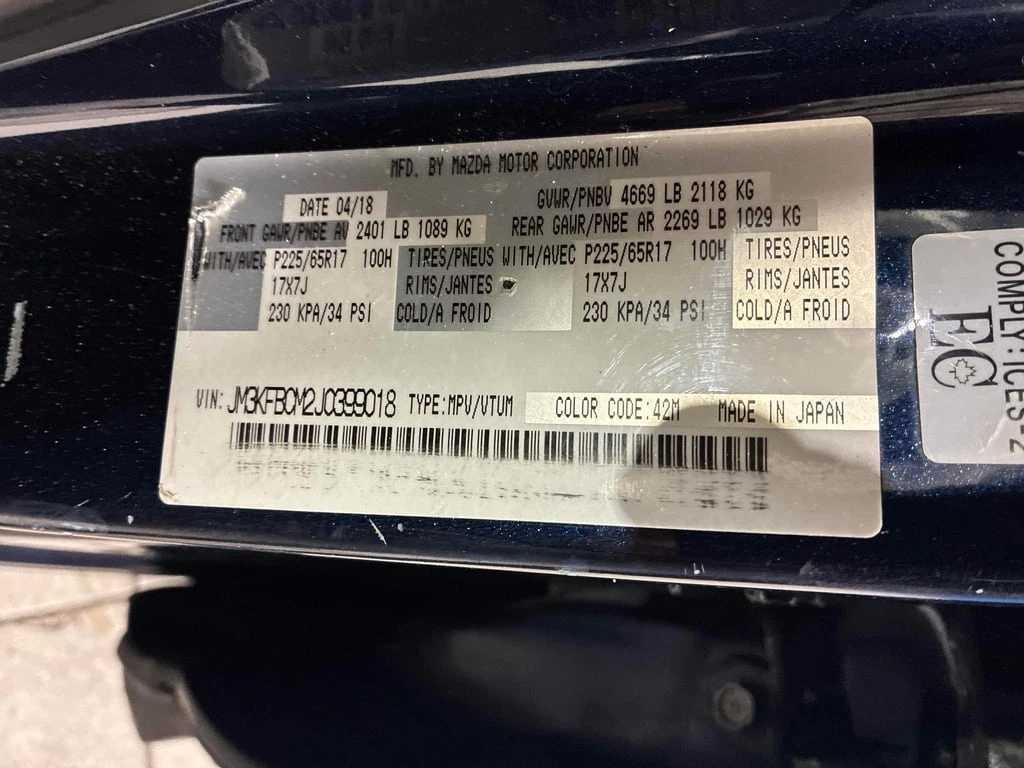 MFD. BY MAZDA MOTOR CORPORATION
DATE 04/18 GVWR/PNBV 4669 LB 2118 KG
FRONT GAWR/PNBE AV 2401 LB 1089 KG REAR GAWR/PNBE AR 2269 LB 1029 KG
WITH/AVEC P225/65R17 100H TIRES/PNEUS WITH/AVEC P225/65R17 100H TIRES/PNEUS
17X7J RIMS/JANTES 17X7J RIMS/JANTES
230 KPA/34 PSI COLD/A FROID 230 KPA/34 PSI COLD/A FROID
VIN: JM3KFBCM2J0399018 TYPE:MPV/VTUM COLOR CODE:42M MADE IN JAPAN
COMPLY:ICES-2
EC